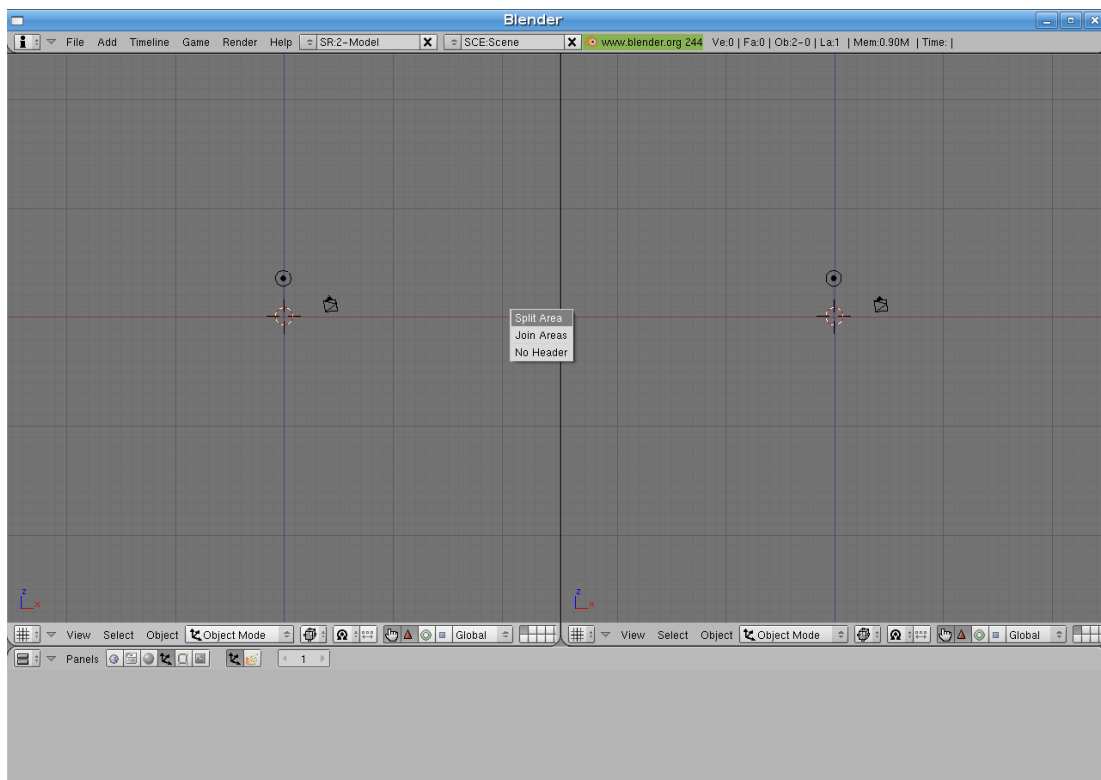 Blender
File Add Timeline Game Render Help SR:2-Model X SCE:Scene X www.blender.org 244 Ve:0 | Fa:0 | Ob:2-0 | La:1 | Mem:0.90M | Time: |
Split Area
Join Areas
No Header
z
x
z
x
View Select Object Object Mode Global
View Select Object Object Mode Global
Panels 1